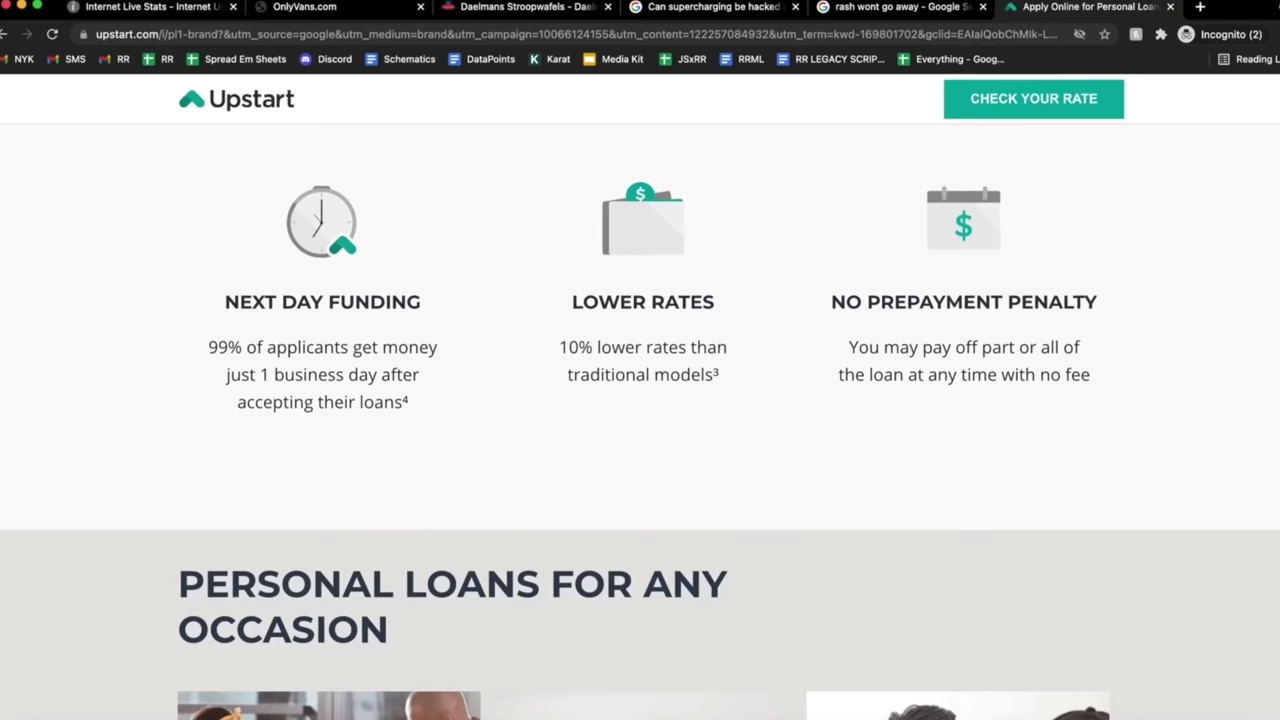 Internet Live Stats - Internet U
OnlyVans.com
Daelmans Stroopwafels - Dael
Can supercharging be hacked
rash wont go away - Google Se
Apply Online for Personal Loan
upstart.com/i/pl1-brand?&utm_source=google&utm_medium=brand&utm_campaign=10066124155&utm_content=122257084932&utm_term=kwd-169801702&gclid=EAIaIQobChMIk-L...
Incognito (2)
NYK
SMS
RR
RR
Spread Em Sheets
Discord
Schematics
DataPoints
Karat
Media Kit
JSxRR
RRML
RR LEGACY SCRIP...
Everything - Goog...
Reading L
Upstart
CHECK YOUR RATE
$
$
NEXT DAY FUNDING
LOWER RATES
NO PREPAYMENT PENALTY
99% of applicants get money
just 1 business day after
accepting their loans⁴
10% lower rates than
traditional models³
You may pay off part or all of
the loan at any time with no fee
PERSONAL LOANS FOR ANY
OCCASION